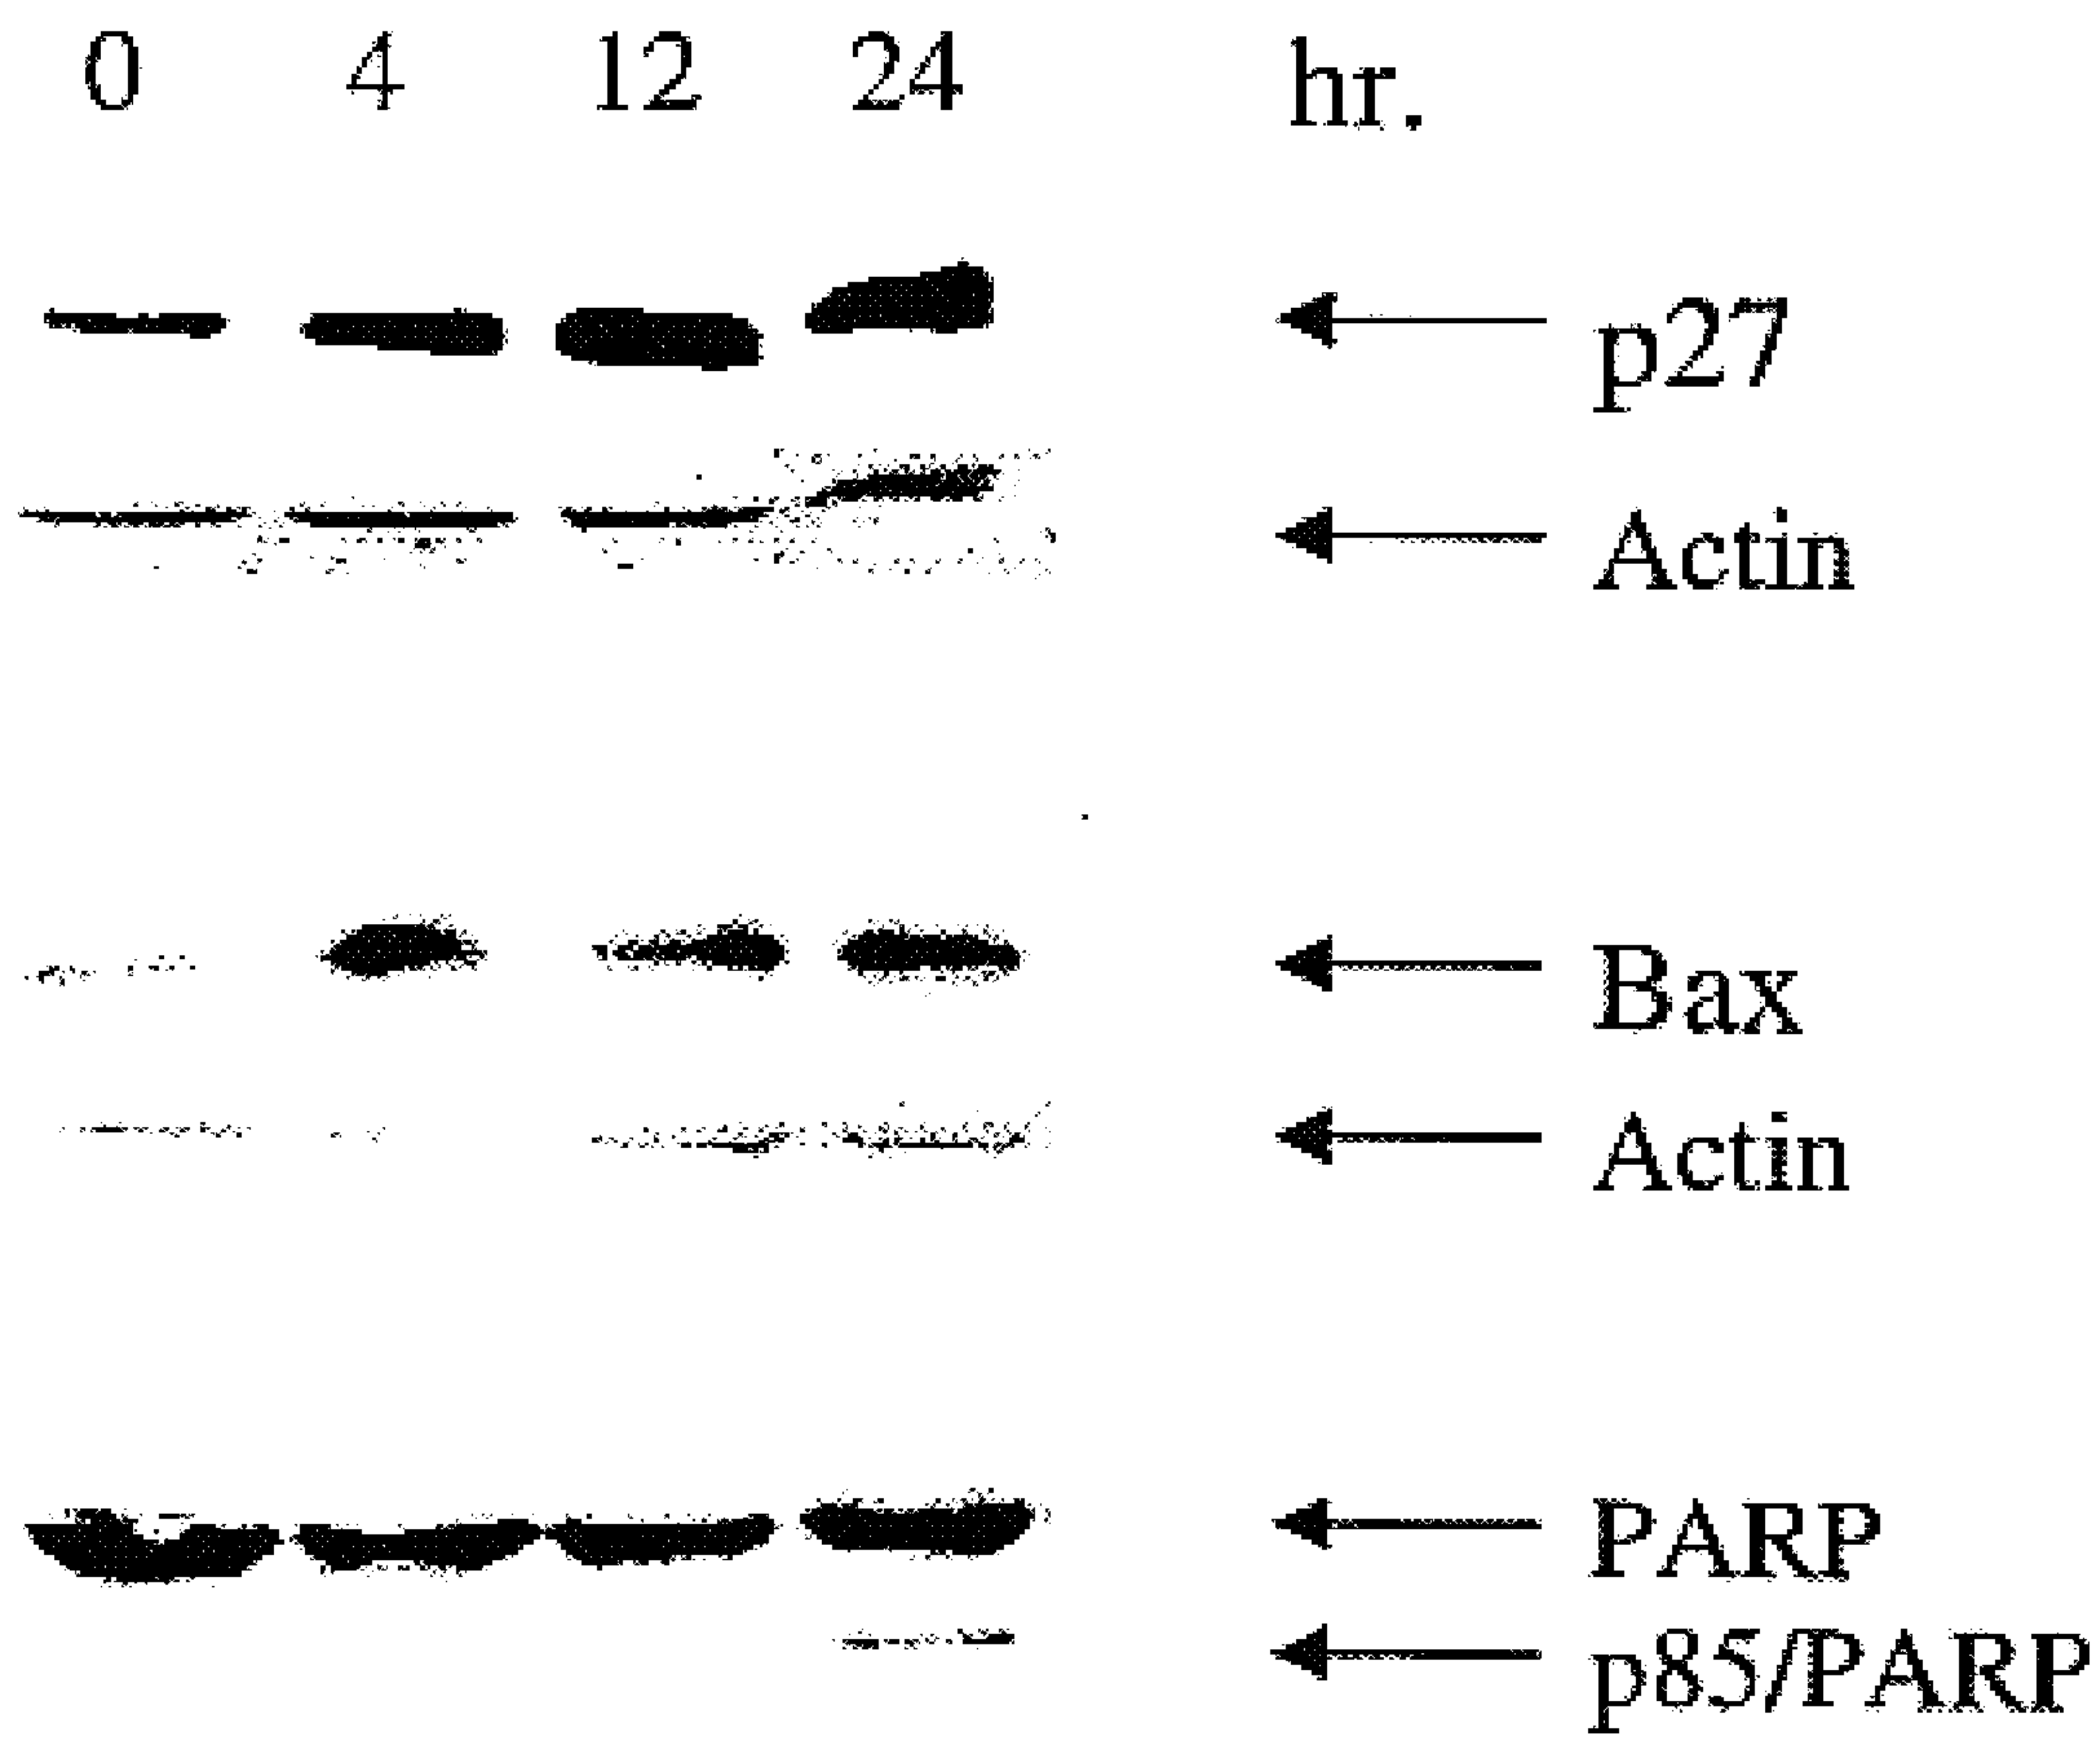 0 4 12 24 hr.
p27
Actin
Bax
Actin
PARP
p85/PARP